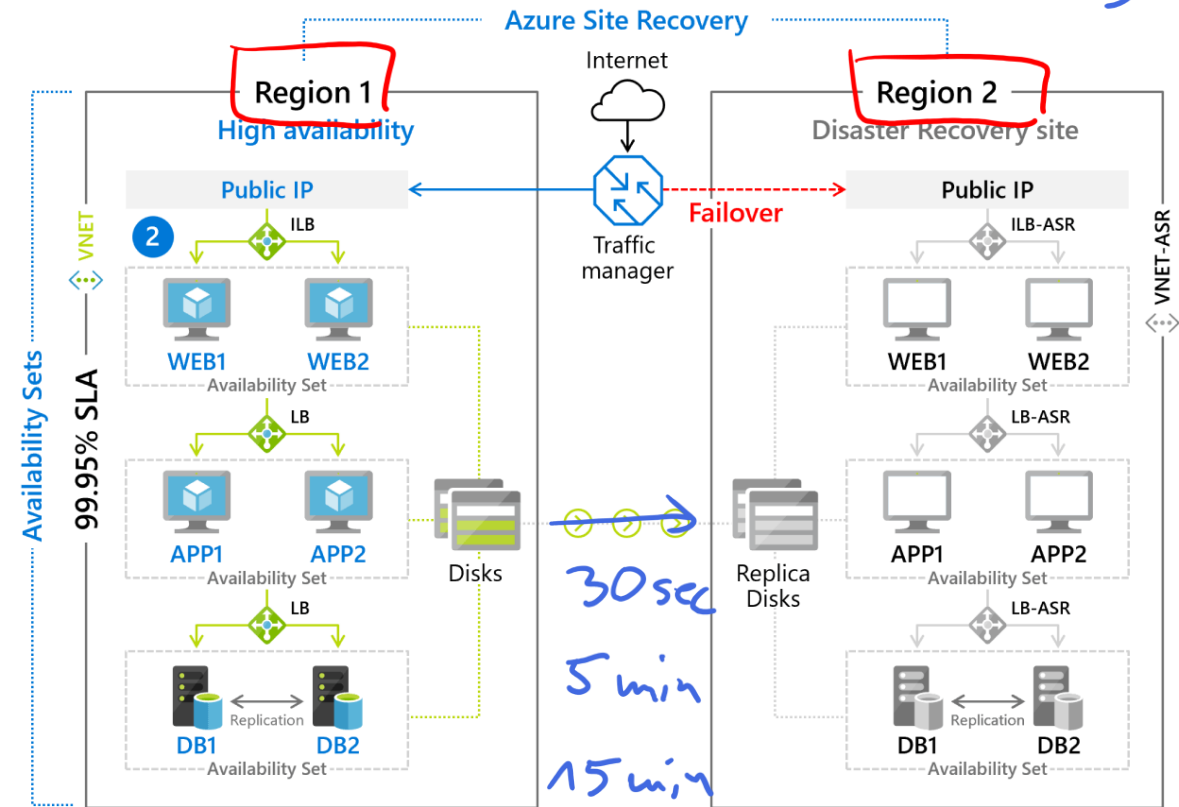 Azure Site Recovery
Internet
Region 1
High availability
Region 2
Disaster Recovery site
Public IP
Failover
Public IP
Traffic
manager
2
VNET
ILB
WEB1
WEB2
Availability Set
LB
APP1
APP2
Availability Set
LB
DB1
Replication
DB2
Availability Set
Availability Sets
99.95% SLA
Disks
30 sec
5 min
15 min
Replica
Disks
ILB-ASR
VNET-ASR
WEB1
WEB2
Availability Set
LB-ASR
APP1
APP2
Availability Set
LB-ASR
DB1
Replication
DB2
Availability Set